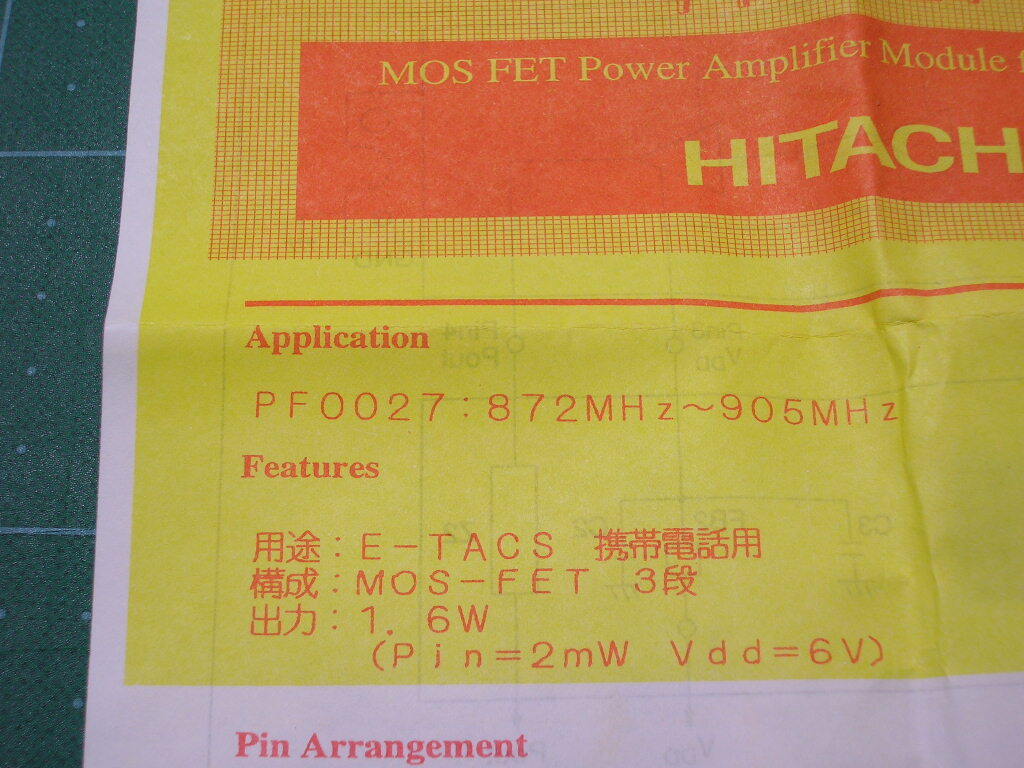 MOS FET Power Amplifier Module
HITACH
Application
PF0027:872MHz～905MHz
Features
用途：E－TACS 携帯電話用
構成：MOS－FET 3段
出力：1．6W
(Pin=2mW Vdd=6V)
Pin Arrangement